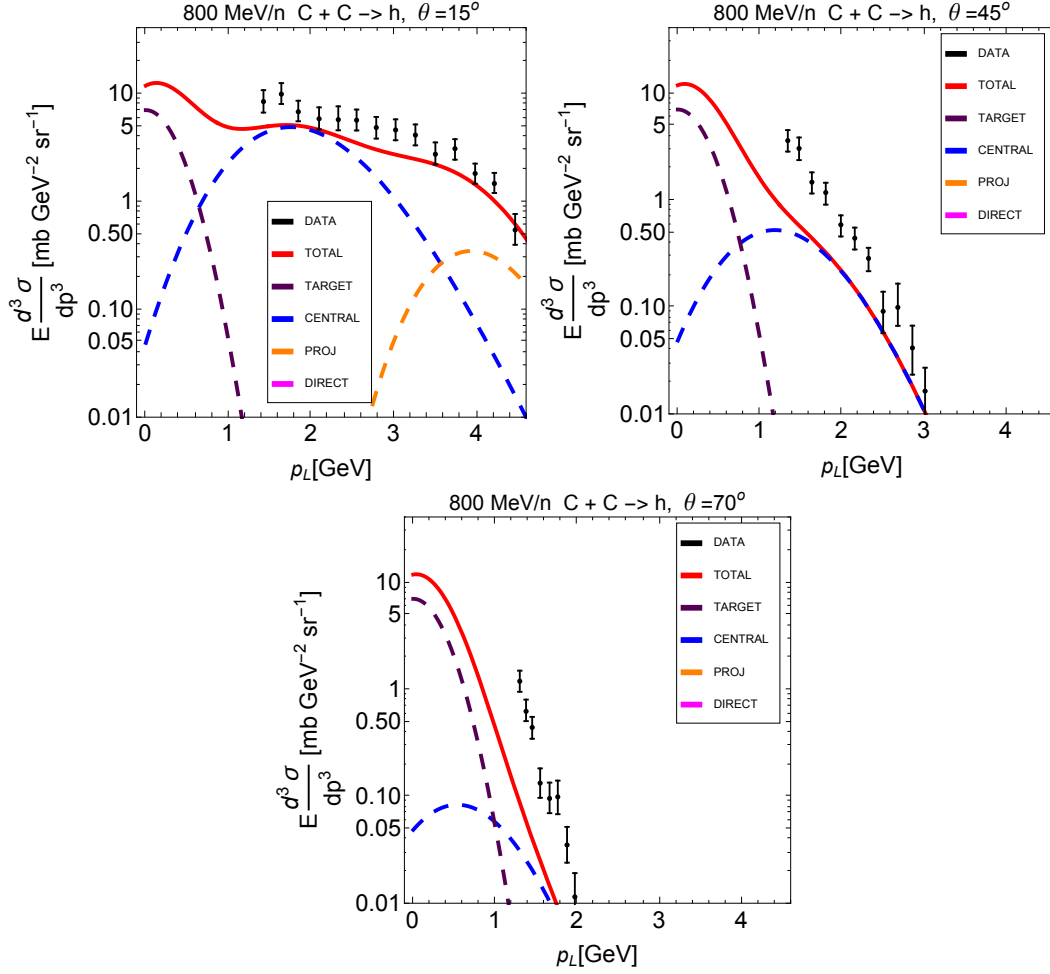 800 MeV/n C + C −> h, θ =15°
10
5
1
0.50
0.10
0.05
0.01
E d³ σ / dp³ [mb GeV⁻² sr⁻¹]
DATA
TOTAL
TARGET
CENTRAL
PROJ
DIRECT
0 1 2 3 4
p_L[GeV]
800 MeV/n C + C −> h, θ =45°
10
5
1
0.50
0.10
0.05
0.01
E d³ σ / dp³ [mb GeV⁻² sr⁻¹]
DATA
TOTAL
TARGET
CENTRAL
PROJ
DIRECT
0 1 2 3 4
p_L[GeV]
800 MeV/n C + C −> h, θ =70°
10
5
1
0.50
0.10
0.05
0.01
E d³ σ / dp³ [mb GeV⁻² sr⁻¹]
DATA
TOTAL
TARGET
CENTRAL
PROJ
DIRECT
0 1 2 3 4
p_L[GeV]